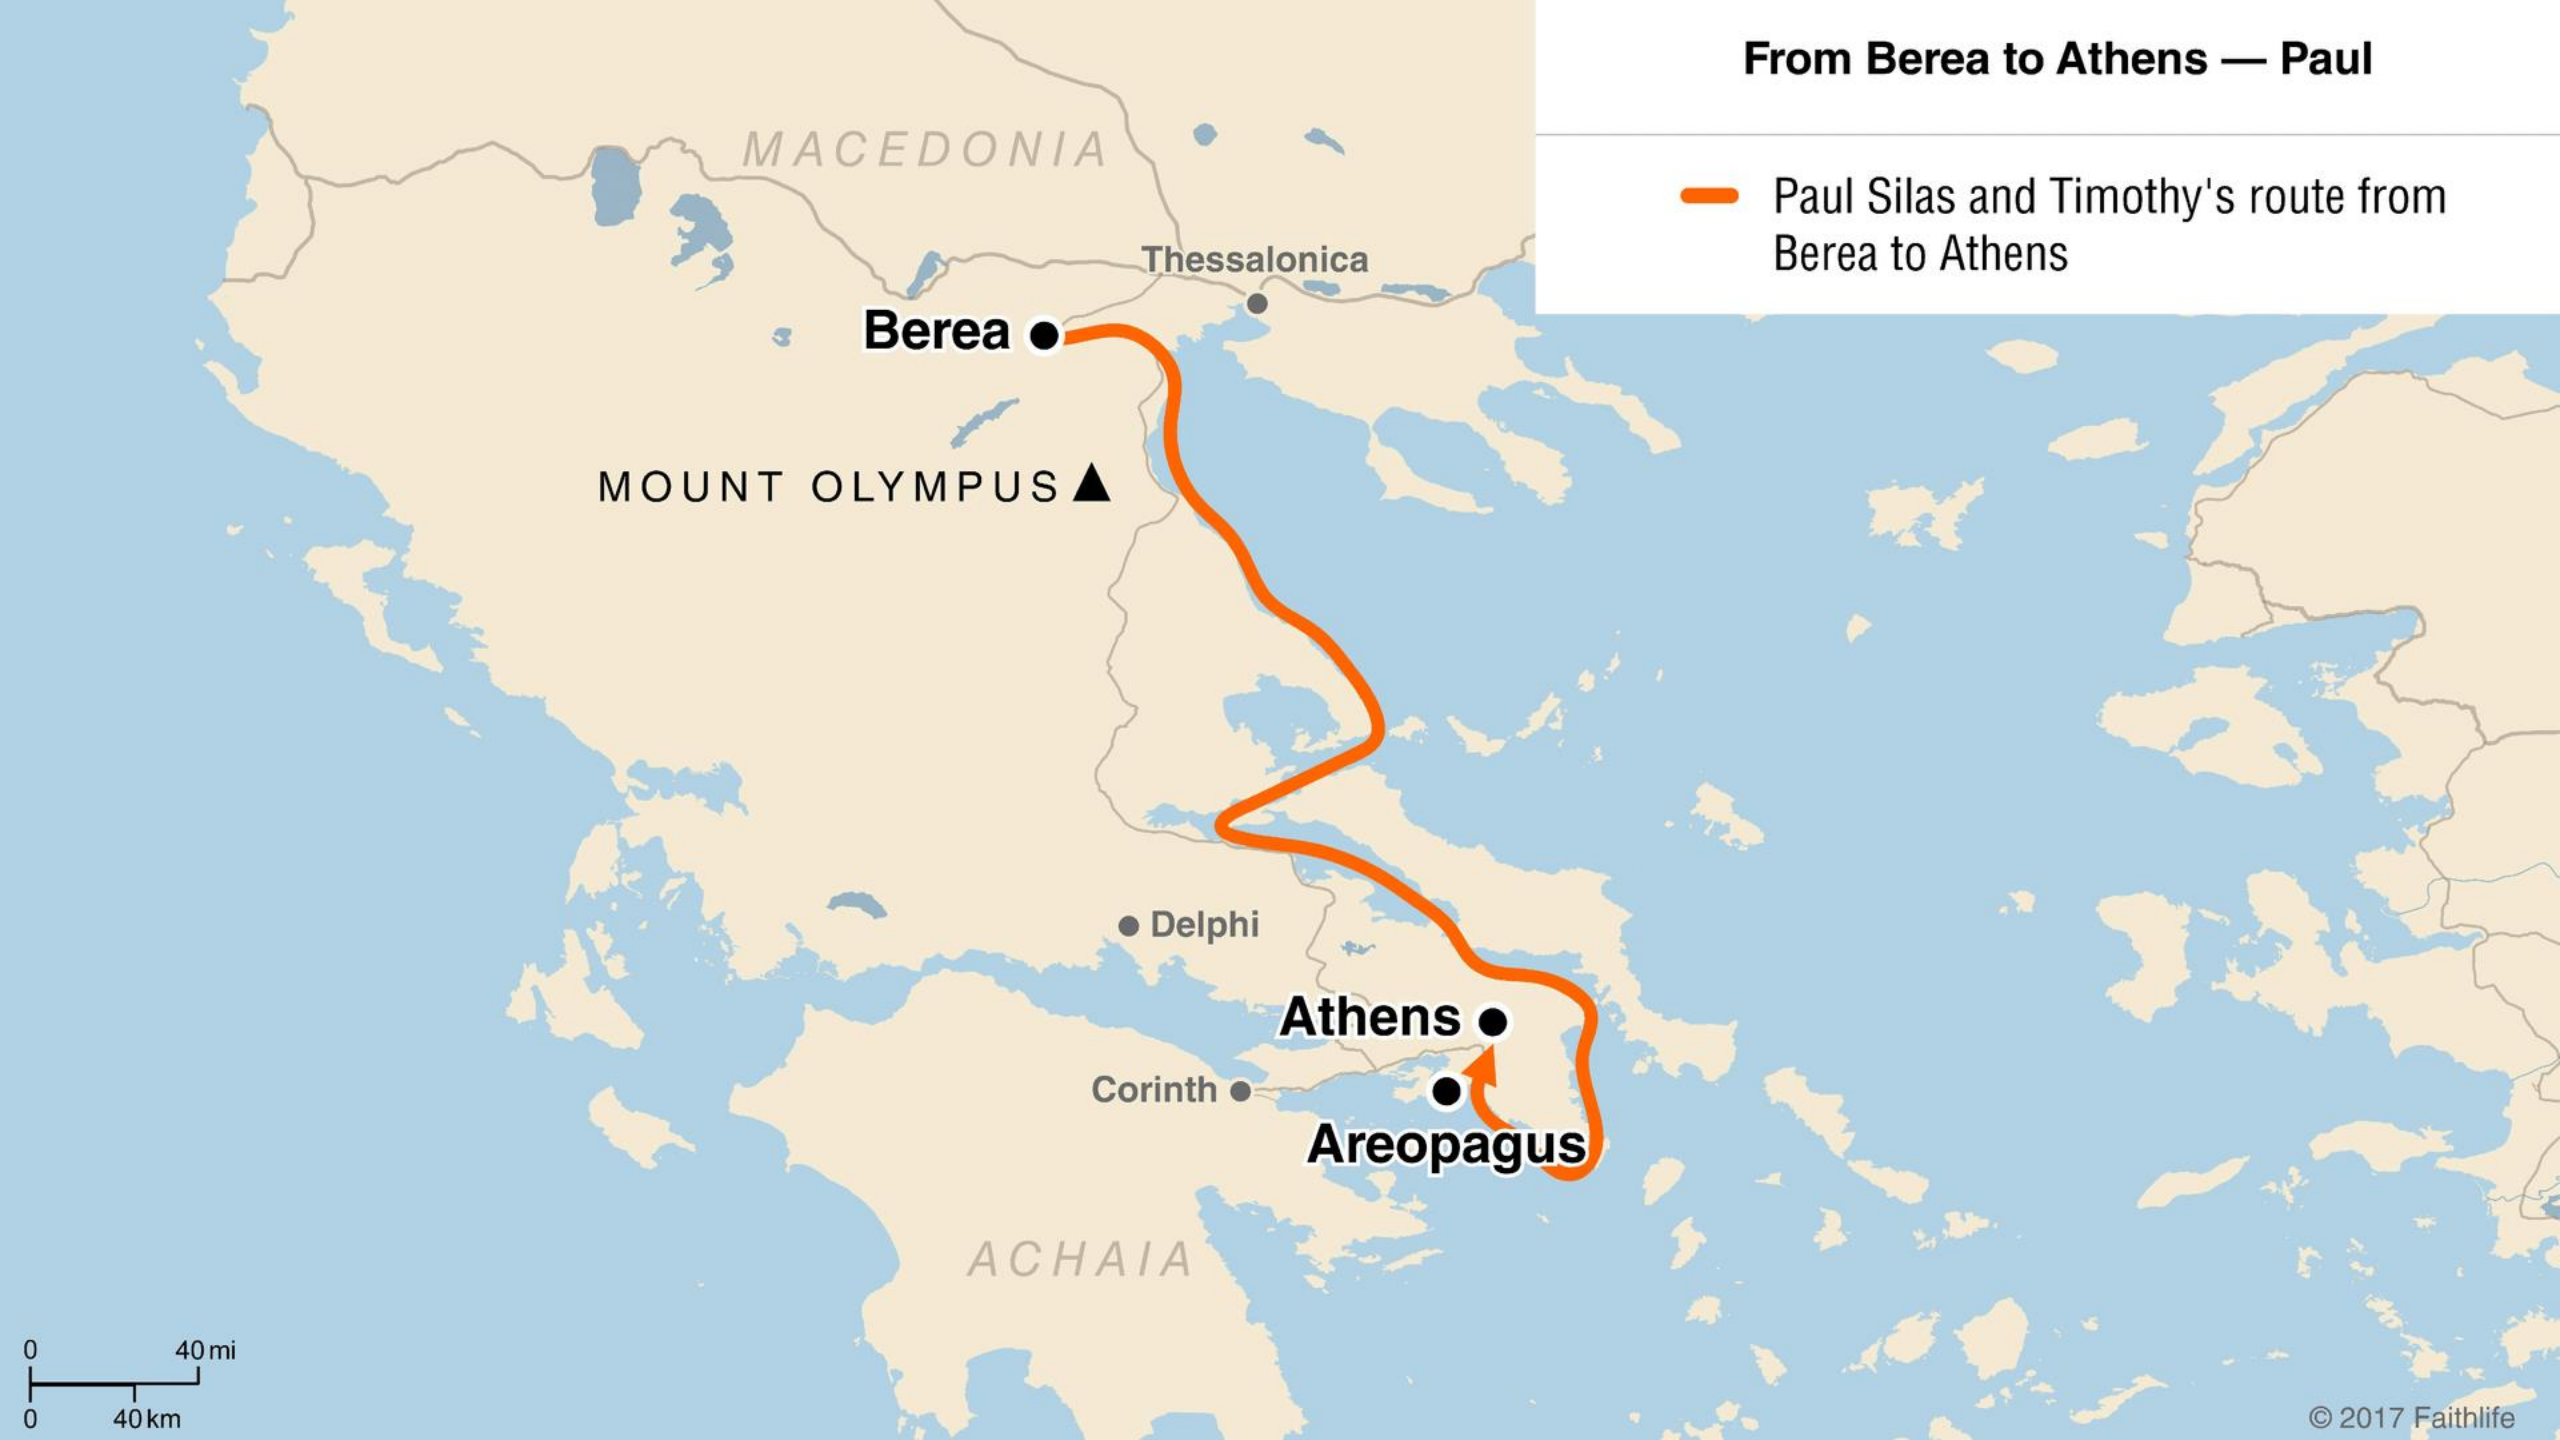 From Berea to Athens — Paul
Paul Silas and Timothy's route from
Berea to Athens
MACEDONIA
Thessalonica
Berea
MOUNT OLYMPUS
Delphi
Athens
Corinth
Areopagus
ACHAIA
0 40 mi
0 40 km
© 2017 Faithlife